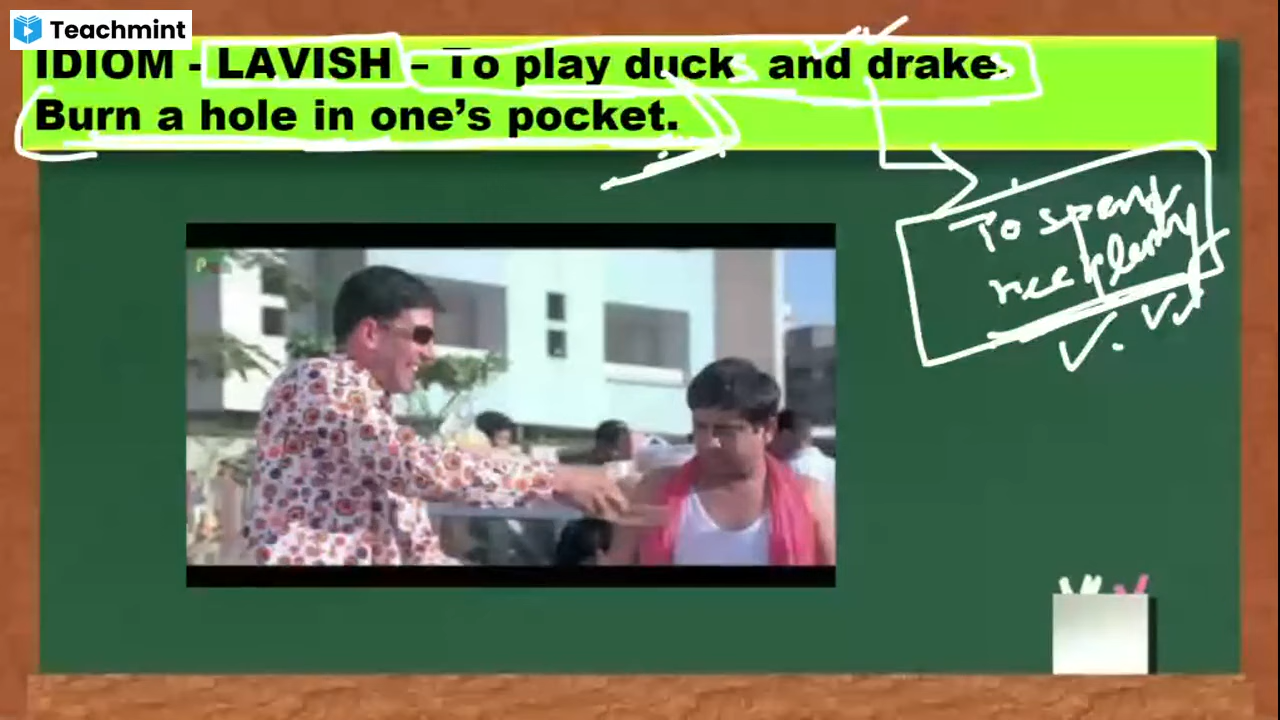 Teachmint
IDIOM - LAVISH – To play duck s and drake s
Burn a hole in one's pocket.
To spend
recklessly